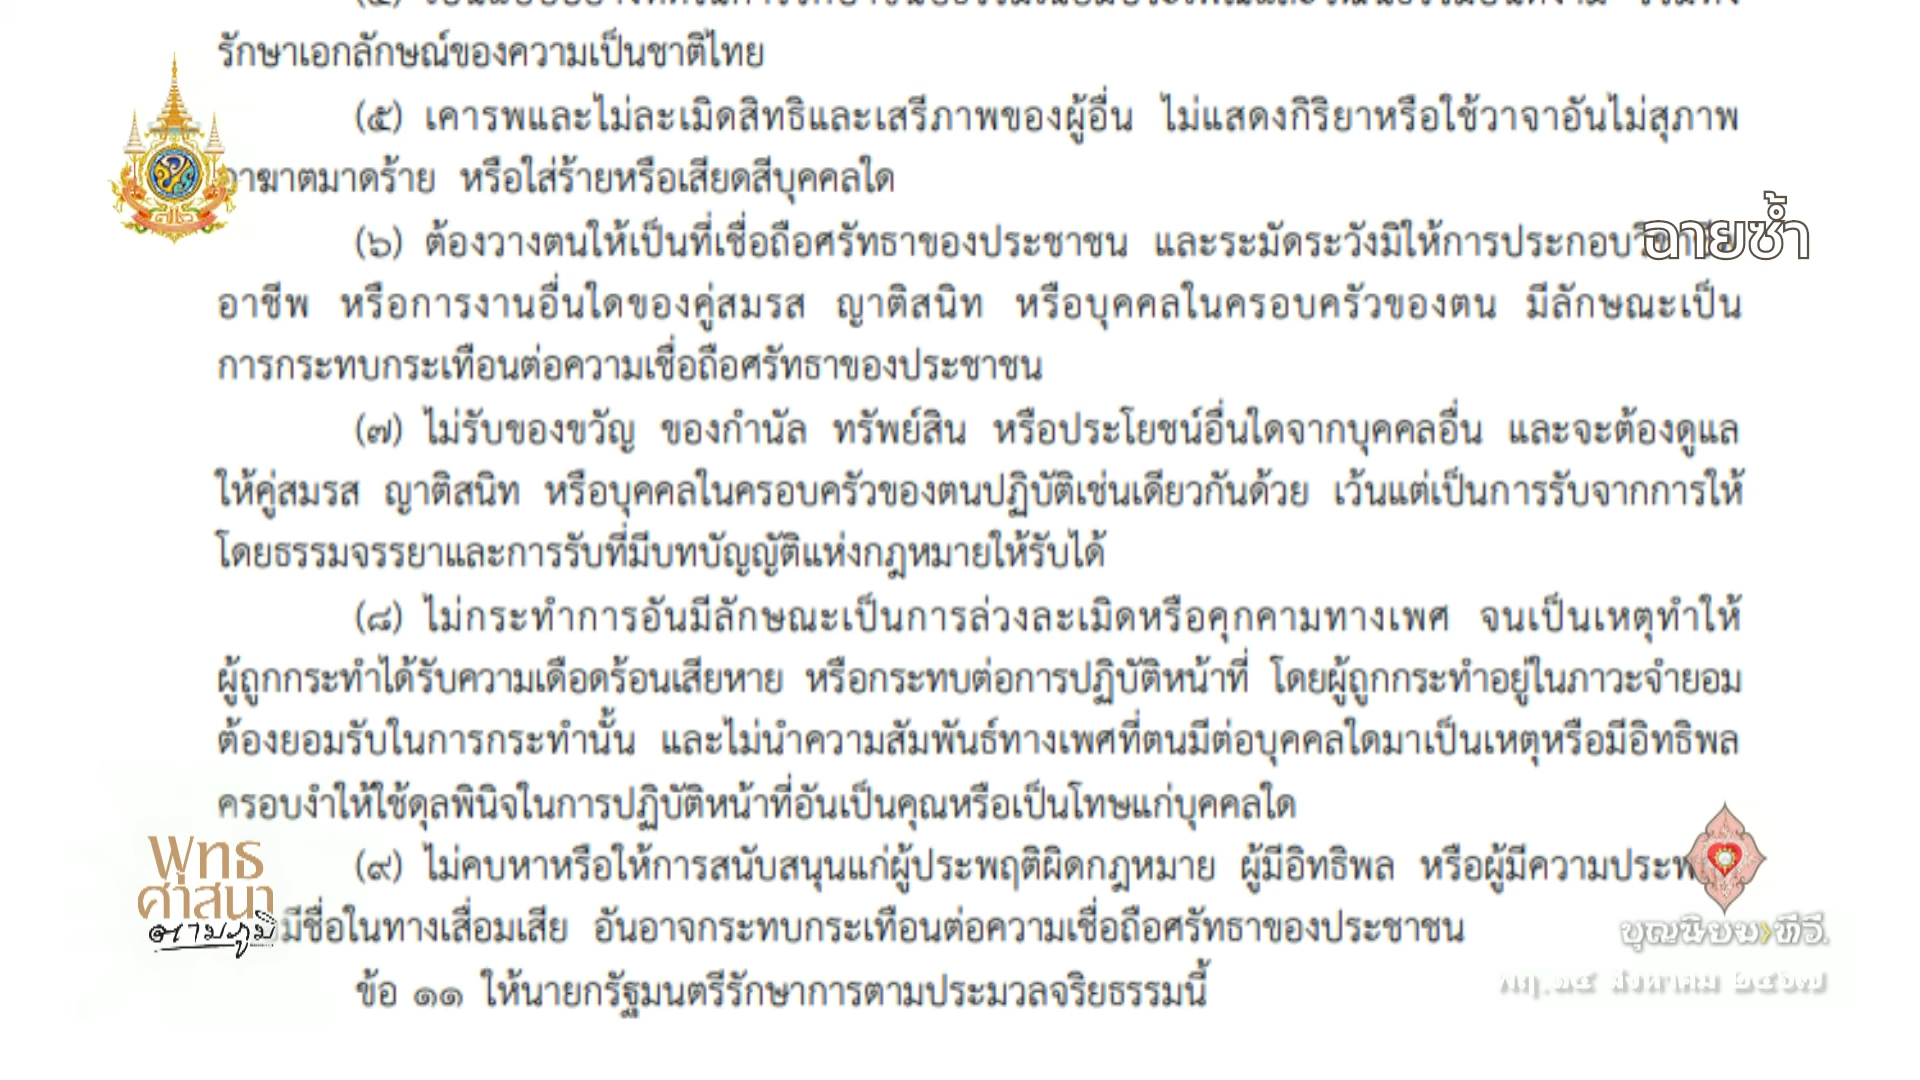 รักษาเอกลักษณ์ของความเป็นชาติไทย
(๕) เคารพและไม่ละเมิดสิทธิและเสรีภาพของผู้อื่น ไม่แสดงกิริยาหรือใช้วาจาอันไม่สุภาพ
อาฆาตมาดร้าย หรือใส่ร้ายหรือเสียดสีบุคคลใด
(๖) ต้องวางตนให้เป็นที่เชื่อถือศรัทธาของประชาชน และระมัดระวังมิให้การประกอบ
ฉายซ้ำ
อาชีพ หรือการงานอื่นใดของคู่สมรส ญาติสนิท หรือบุคคลในครอบครัวของตน มีลักษณะเป็น
การกระทบกระเทือนต่อความเชื่อถือศรัทธาของประชาชน
(๗) ไม่รับของขวัญ ของกำนัล ทรัพย์สิน หรือประโยชน์อื่นใดจากบุคคลอื่น และจะต้องดูแล
ให้คู่สมรส ญาติสนิท หรือบุคคลในครอบครัวของตนปฏิบัติเช่นเดียวกันด้วย เว้นแต่เป็นการรับจากการให้
โดยธรรมจรรยาและการรับที่มีบทบัญญัติแห่งกฎหมายให้รับได้
(๘) ไม่กระทำการอันมีลักษณะเป็นการล่วงละเมิดหรือคุกคามทางเพศ จนเป็นเหตุทำให้
ผู้ถูกกระทำได้รับความเดือดร้อนเสียหาย หรือกระทบต่อการปฏิบัติหน้าที่ โดยผู้ถูกกระทำอยู่ในภาวะจำยอม
ต้องยอมรับในการกระทำนั้น และไม่นำความสัมพันธ์ทางเพศที่ตนมีต่อบุคคลใดมาเป็นเหตุหรือมีอิทธิพล
ครอบงำให้ใช้ดุลพินิจในการปฏิบัติหน้าที่อันเป็นคุณหรือเป็นโทษแก่บุคคลใด
(๙) ไม่คบหาหรือให้การสนับสนุนแก่ผู้ประพฤติผิดกฎหมาย ผู้มีอิทธิพล หรือผู้มีความ
มีชื่อในทางเสื่อมเสีย อันอาจกระทบกระเทือนต่อความเชื่อถือศรัทธาของประชาชน
ข้อ ๑๑ ให้นายกรัฐมนตรีรักษาการตามประมวลจริยธรรมนี้
พุทธ
ศาสนา
ตามภูมิ
บุญนิยมทีวี
พฤ.๑๕ สิงหาคม ๒๕๖๗